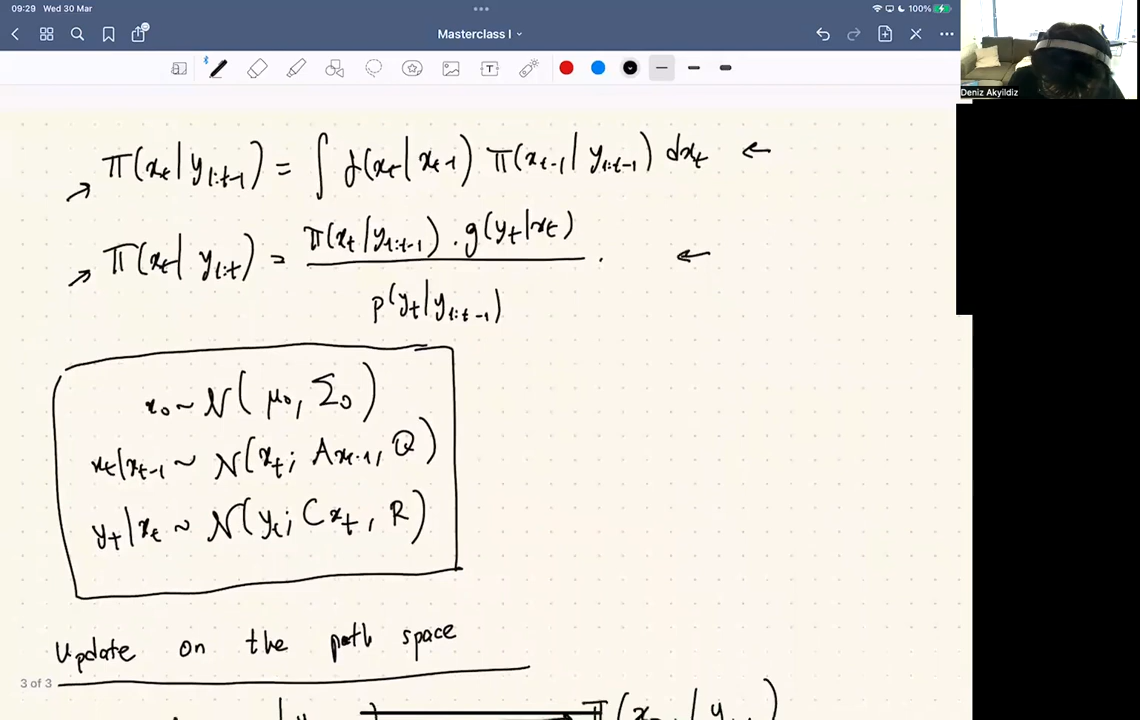 09:29 Wed 30 Mar
100%
Masterclass I
Deniz Akyildiz
π(x_t|y_{1:t-1}) = ∫ f(x_t|x_{t-1}) π(x_{t-1}|y_{1:t-1}) dx_t ←
→ π(x_t|y_{1:t}) = π(x_t|y_{1:t-1}) . g(y_t|x_t) / p(y_t|y_{1:t-1}) . ←
x_0 ~ N(μ_0, Σ_0)
x_t|x_{t-1} ~ N(x_t; Ax_{t-1}, Q)
y_t|x_t ~ N(y_t; Cx_t, R)
Update on the path space
3 of 3